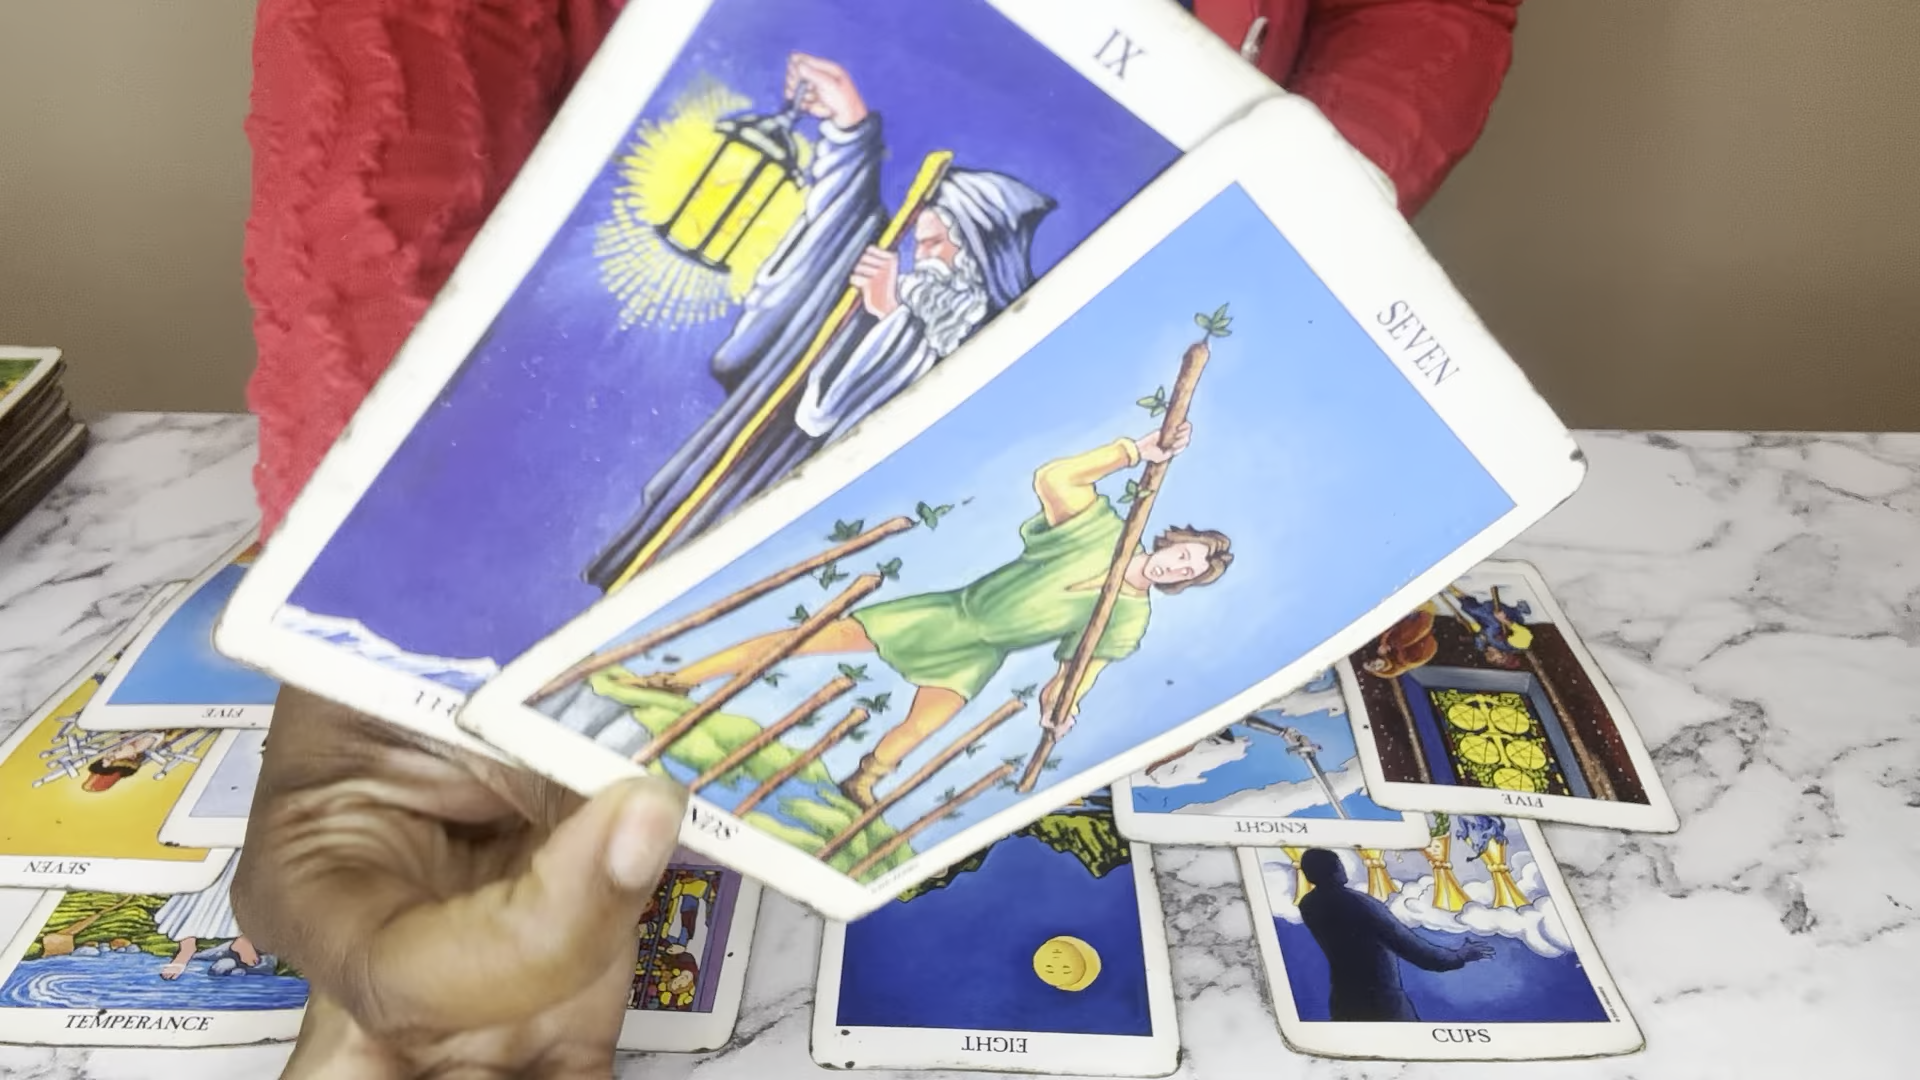 IX
SEVEN
FIVE
SEVEN
FIVE
KNIGHT
TEMPERANCE
EIGHT
CUPS